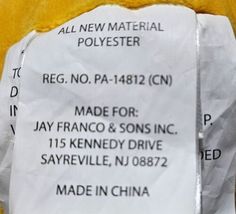 ALL NEW MATERIAL
POLYESTER
REG. NO. PA-14812 (CN)
MADE FOR:
JAY FRANCO & SONS INC.
115 KENNEDY DRIVE
SAYREVILLE, NJ 08872
MADE IN CHINA